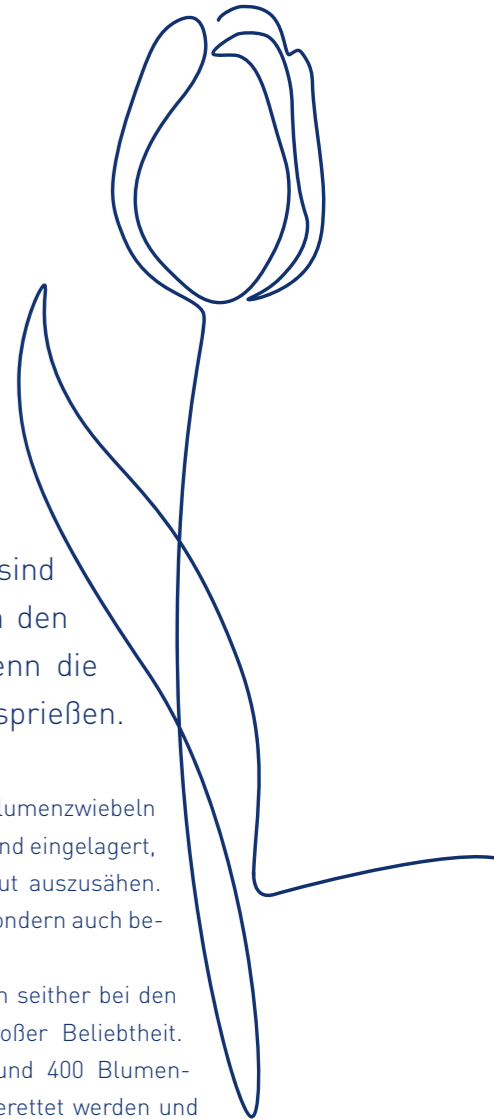 sind
den
enn die
sprießen.
lumenzwiebeln
nd eingelagert,
ut auszusähen.
ondern auch be-
n seither bei den
oßer Beliebtheit.
und 400 Blumen-
erettet werden und